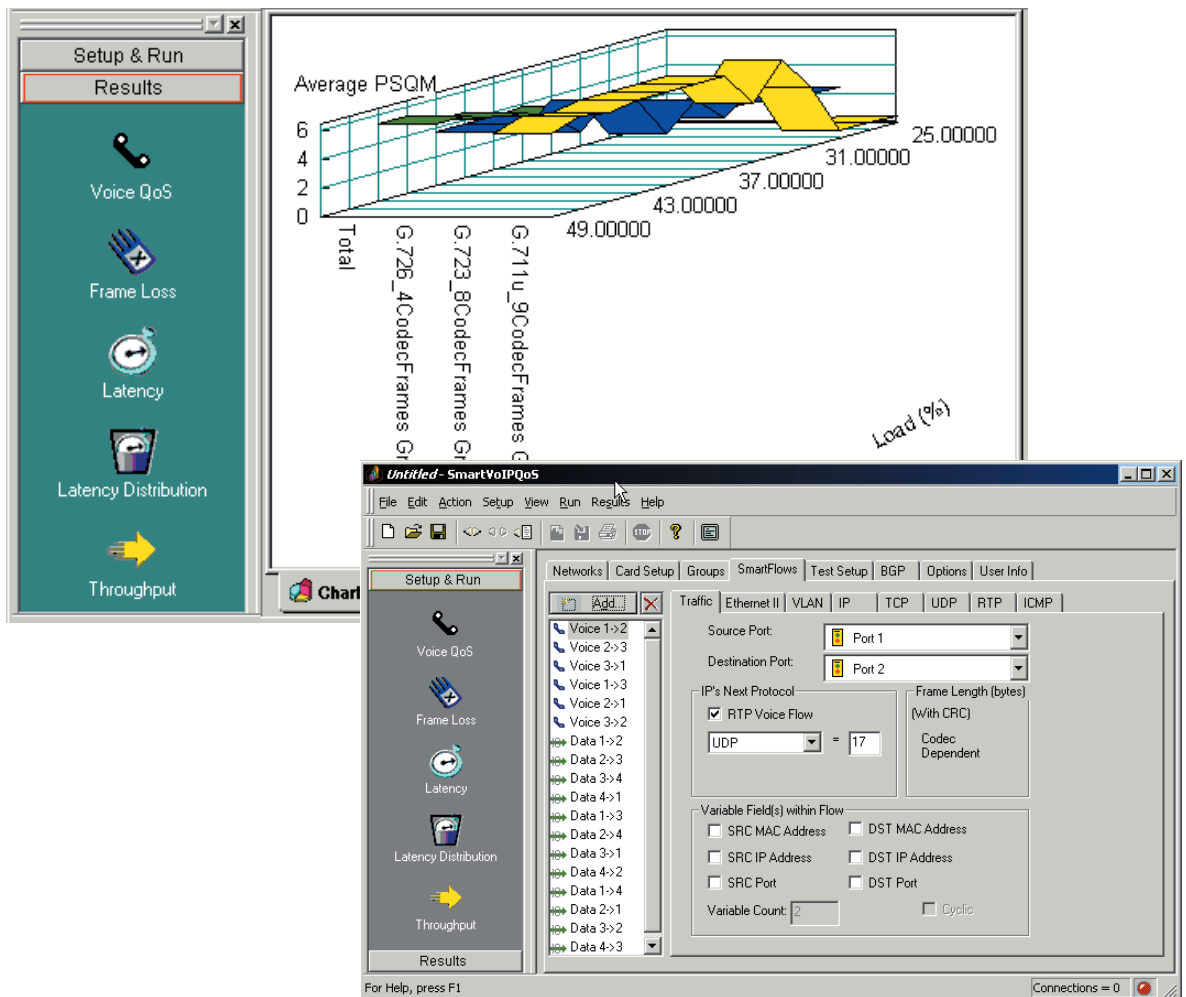 Setup & Run
Results
Voice QoS
Frame Loss
Latency
Latency Distribution
Throughput
Average PSQM
6
4
2
0
Total
G.726_4CodecFrames Gr
G.723_8CodecFrames Gr
G.711u_9CodecFrames G
49.00000
43.00000
37.00000
31.00000
25.00000
Load (%)
Untitled - SmartVoIPQoS
File Edit Action Setup View Run Results Help
STOP
Setup & Run
Voice QoS
Frame Loss
Latency
Latency Distribution
Throughput
Results
Networks Card Setup Groups SmartFlows Test Setup BGP Options User Info
Add...
Voice 1->2
Voice 2->3
Voice 3->1
Voice 1->3
Voice 2->1
Voice 3->2
Data 1->2
Data 2->3
Data 3->4
Data 4->1
Data 1->3
Data 2->4
Data 3->1
Data 4->2
Data 1->4
Data 2->1
Data 3->2
Data 4->3
Traffic Ethernet II VLAN IP TCP UDP RTP ICMP
Source Port: Port 1
Destination Port: Port 2
IP's Next Protocol
RTP Voice Flow
UDP = 17
Frame Length (bytes)
(With CRC)
Codec
Dependent
Variable Field(s) within Flow
SRC MAC Address DST MAC Address
SRC IP Address DST IP Address
SRC Port DST Port
Variable Count: 2 Cyclic
For Help, press F1
Connections = 0